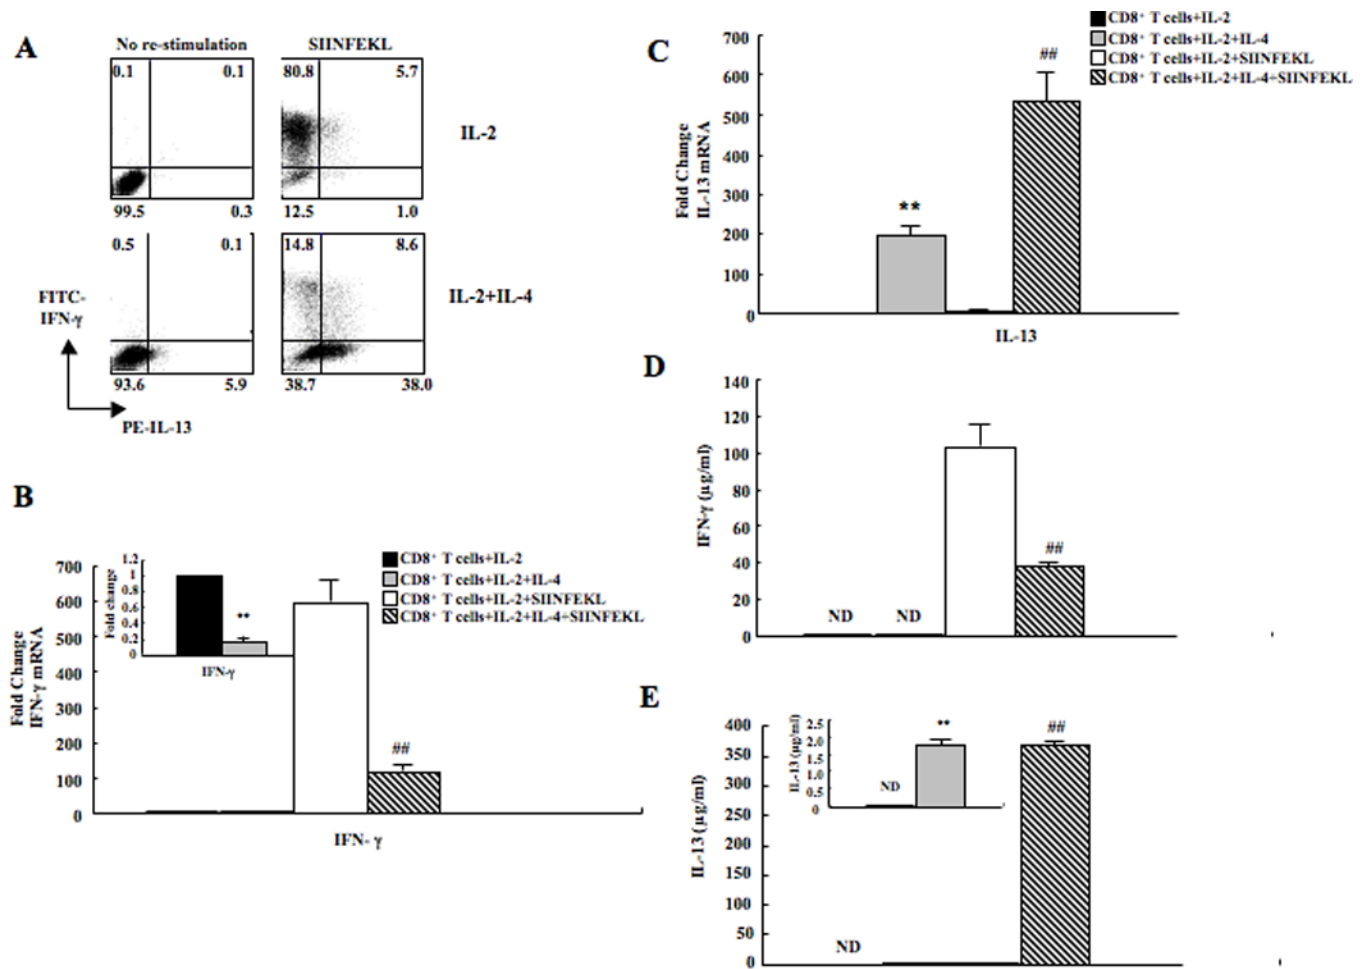 A
No re-stimulation
SIINFEKL
0.1
0.1
80.8
5.7
IL-2
99.5
0.3
12.5
1.0
0.5
0.1
14.8
8.6
IL-2+IL-4
FITC-
IFN-γ
93.6
5.9
38.7
38.0
PE-IL-13
B
1.2
1
0.8
0.6
0.4
0.2
0
Fold change
**
IFN-γ
CD8⁺ T cells+IL-2
CD8⁺ T cells+IL-2+IL-4
CD8⁺ T cells+IL-2+SIINFEKL
CD8⁺ T cells+IL-2+IL-4+SIINFEKL
700
600
500
400
300
200
100
0
Fold Change
IFN-γ mRNA
##
IFN- γ
C
CD8⁺ T cells+IL-2
CD8⁺ T cells+IL-2+IL-4
CD8⁺ T cells+IL-2+SIINFEKL
CD8⁺ T cells+IL-2+IL-4+SIINFEKL
700
600
500
400
300
200
100
0
Fold Change
IL-13 mRNA
**
##
IL-13
D
140
120
100
80
60
40
20
0
IFN-γ (µg/ml)
ND
ND
##
E
400
350
300
250
200
150
100
50
0
IL-13 (µg/ml)
2.5
2.0
1.5
1.0
0.5
0
IL-13 (µg/ml)
ND
**
##
ND